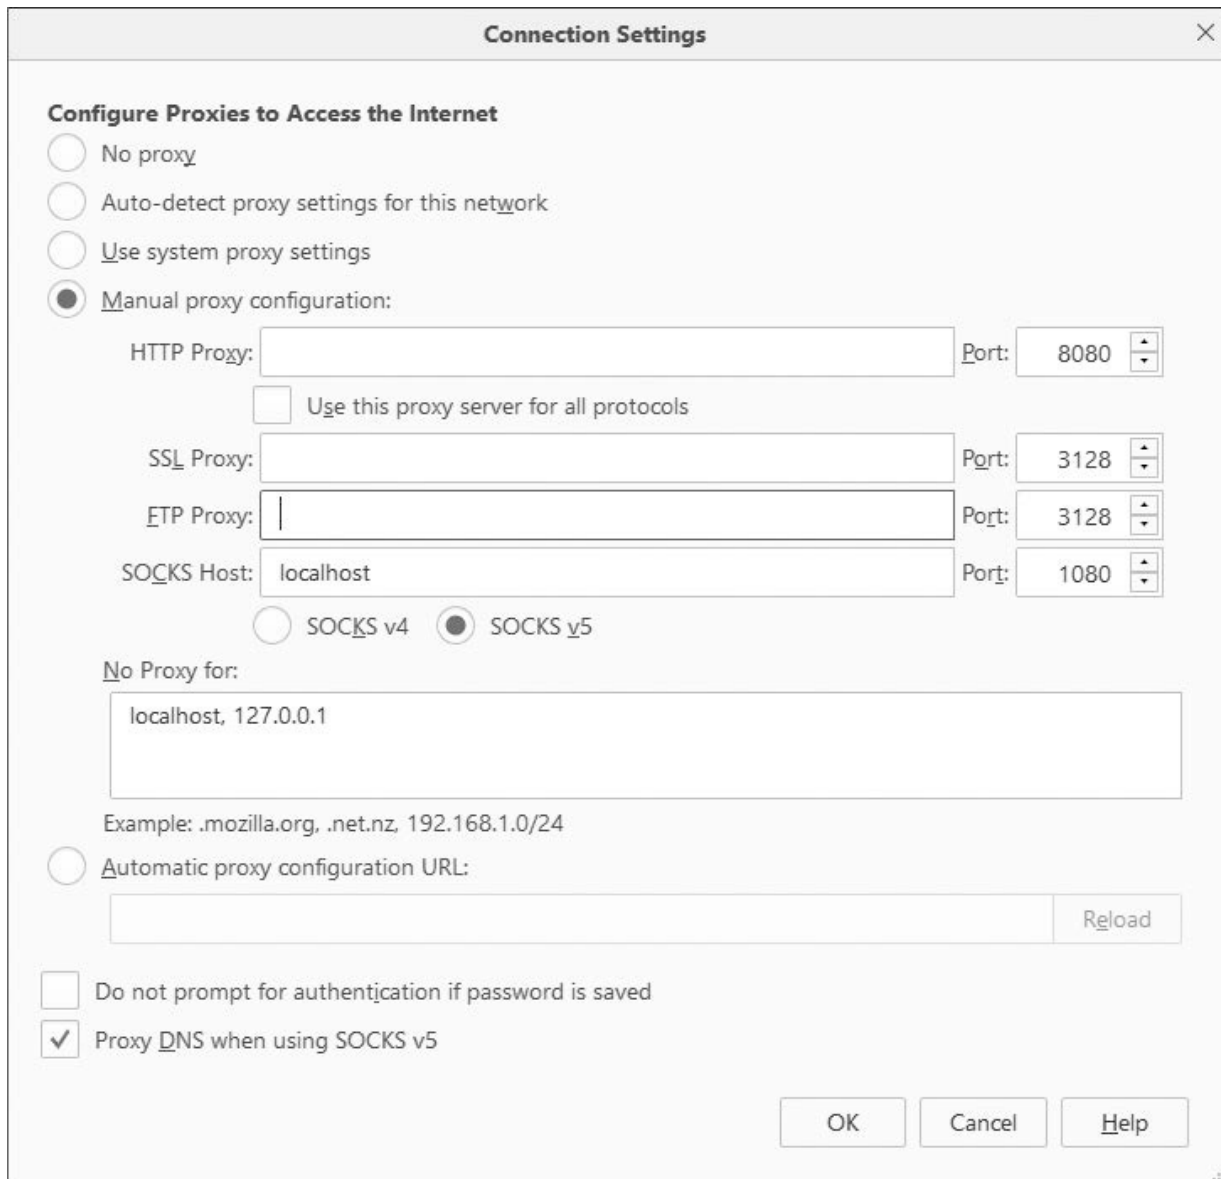 Connection Settings
Configure Proxies to Access the Internet
No proxy
Auto-detect proxy settings for this network
Use system proxy settings
Manual proxy configuration:
HTTP Proxy: Port: 8080
Use this proxy server for all protocols
SSL Proxy: Port: 3128
FTP Proxy: Port: 3128
SOCKS Host: localhost Port: 1080
SOCKS v4 SOCKS v5
No Proxy for:
localhost, 127.0.0.1
Example: .mozilla.org, .net.nz, 192.168.1.0/24
Automatic proxy configuration URL:
Reload
Do not prompt for authentication if password is saved
Proxy DNS when using SOCKS v5
OK Cancel Help